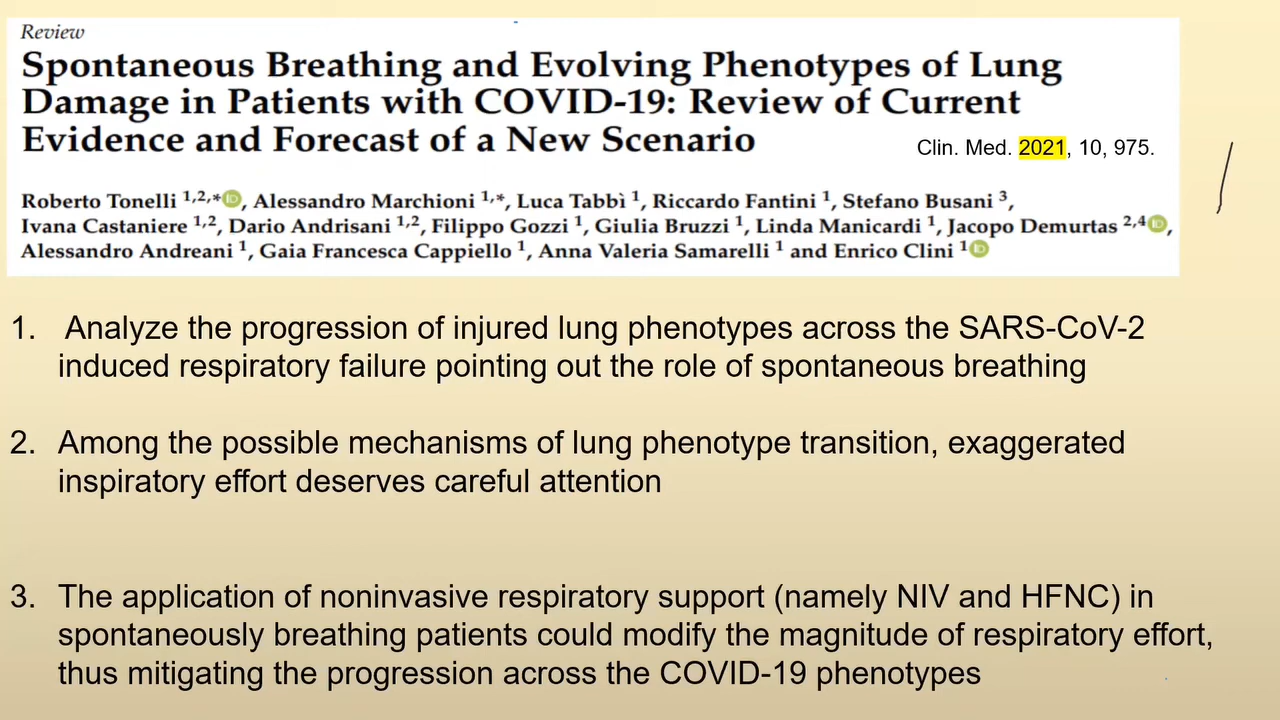 Review
Spontaneous Breathing and Evolving Phenotypes of Lung
Damage in Patients with COVID-19: Review of Current
Evidence and Forecast of a New Scenario
Clin. Med. 2021, 10, 975.
Roberto Tonelli 1,2,*, Alessandro Marchioni 1,*, Luca Tabbì 1, Riccardo Fantini 1, Stefano Busani 3,
Ivana Castaniere 1,2, Dario Andrisani 1,2, Filippo Gozzi 1, Giulia Bruzzi 1, Linda Manicardi 1, Jacopo Demurtas 2,4,
Alessandro Andreani 1, Gaia Francesca Cappiello 1, Anna Valeria Samarelli 1 and Enrico Clini 1
1. Analyze the progression of injured lung phenotypes across the SARS-CoV-2
induced respiratory failure pointing out the role of spontaneous breathing
2. Among the possible mechanisms of lung phenotype transition, exaggerated
inspiratory effort deserves careful attention
3. The application of noninvasive respiratory support (namely NIV and HFNC) in
spontaneously breathing patients could modify the magnitude of respiratory effort,
thus mitigating the progression across the COVID-19 phenotypes